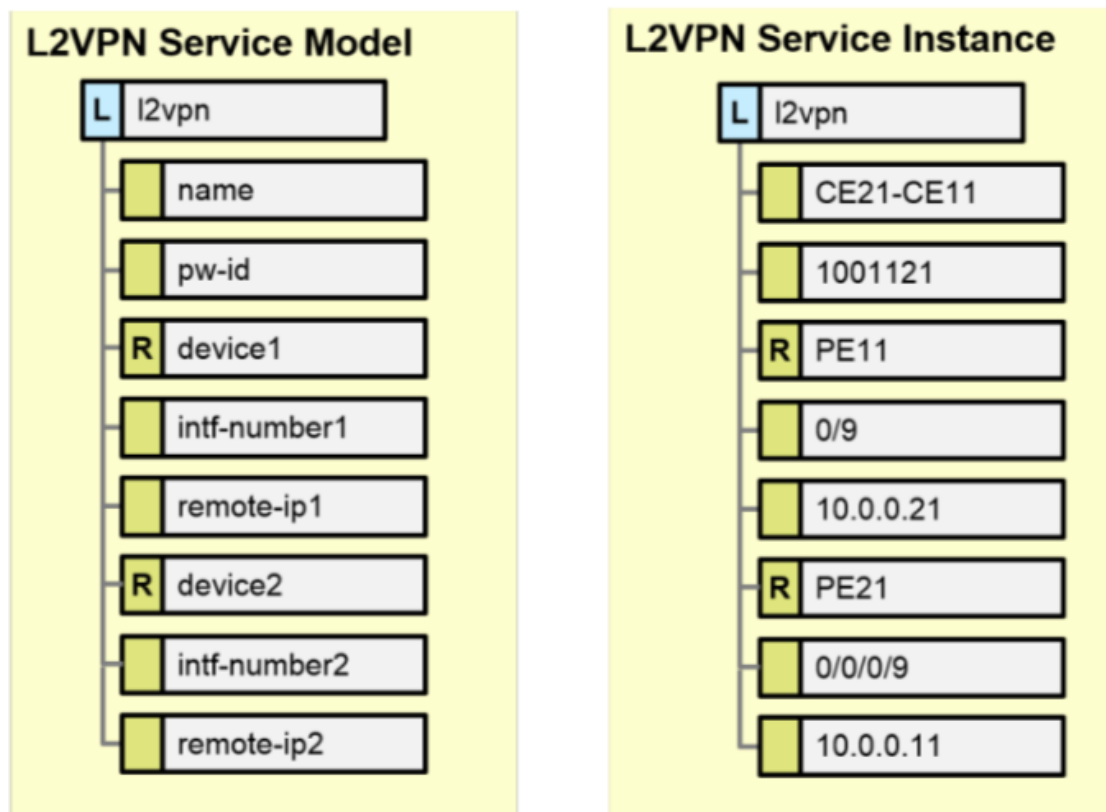 L2VPN Service Model
L l2vpn
name
pw-id
R device1
intf-number1
remote-ip1
R device2
intf-number2
remote-ip2
L2VPN Service Instance
L l2vpn
CE21-CE11
1001121
R PE11
0/9
10.0.0.21
R PE21
0/0/0/9
10.0.0.11